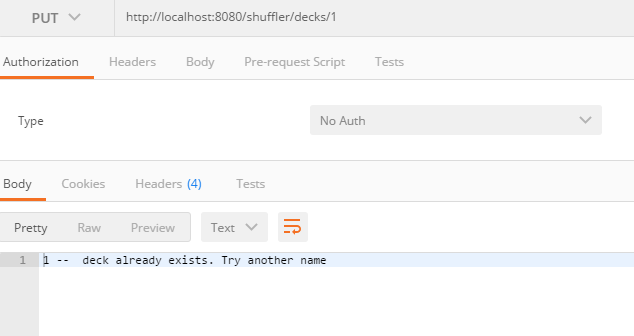 PUT http://localhost:8080/shuffler/decks/1
Authorization Headers Body Pre-request Script Tests
Type No Auth
Body Cookies Headers (4) Tests
Pretty Raw Preview Text
1 1 -- deck already exists. Try another name